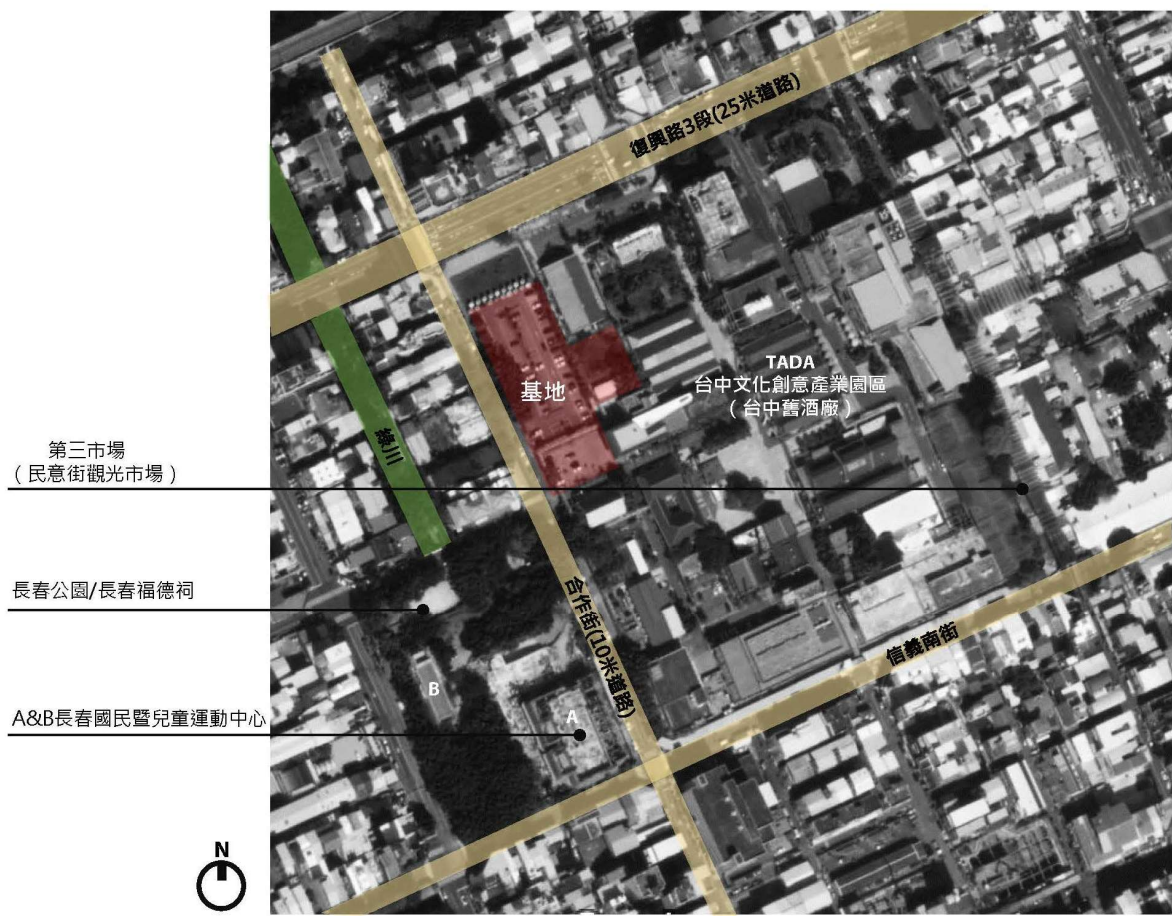 復興路3段(25米道路)
基地
TADA
台中文化創意產業園區
(台中舊酒廠)
綠川
第三市場
(民意街觀光市場)
長春公園/長春福德祠
合作街(10米道路)
信義南街
B
A&B長春國民暨兒童運動中心
A
N